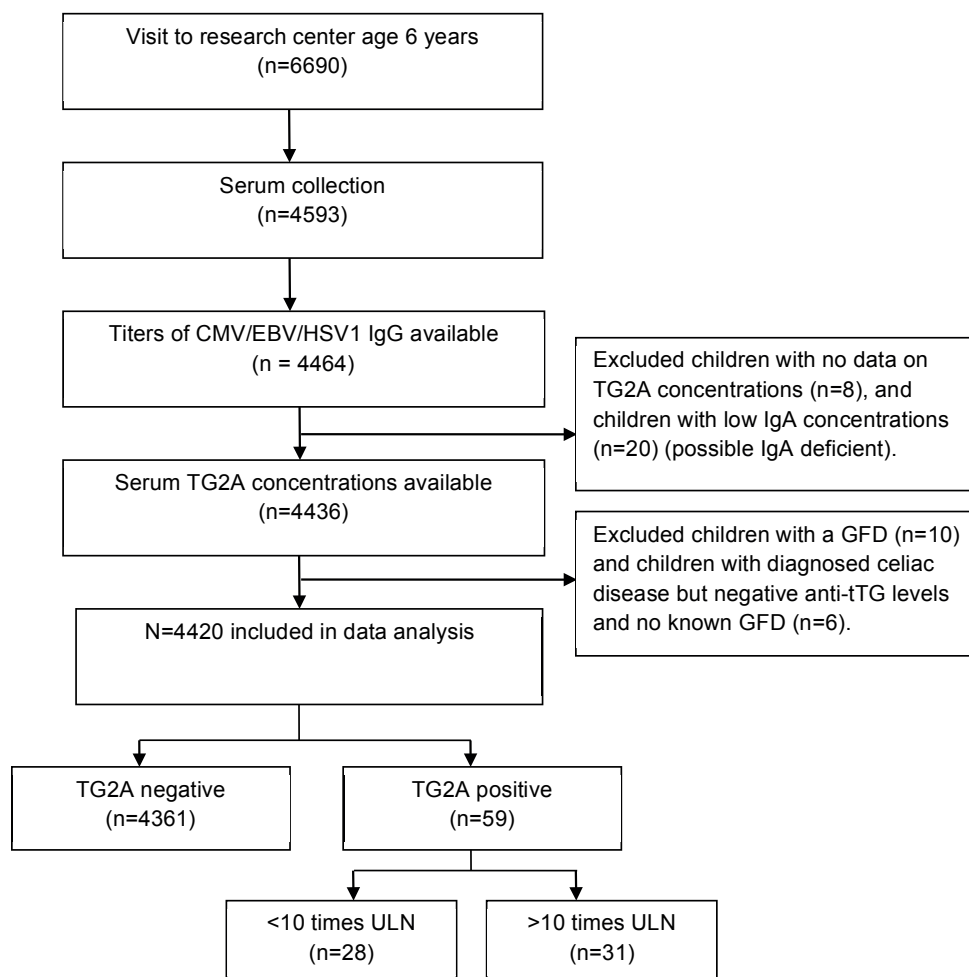 Visit to research center age 6 years
(n=6690)
Serum collection
(n=4593)
Titers of CMV/EBV/HSV1 IgG available
(n = 4464)
Excluded children with no data on
TG2A concentrations (n=8), and
children with low IgA concentrations
(n=20) (possible IgA deficient).
Serum TG2A concentrations available
(n=4436)
Excluded children with a GFD (n=10)
and children with diagnosed celiac
disease but negative anti-tTG levels
and no known GFD (n=6).
N=4420 included in data analysis
TG2A negative
(n=4361)
TG2A positive
(n=59)
<10 times ULN
(n=28)
>10 times ULN
(n=31)